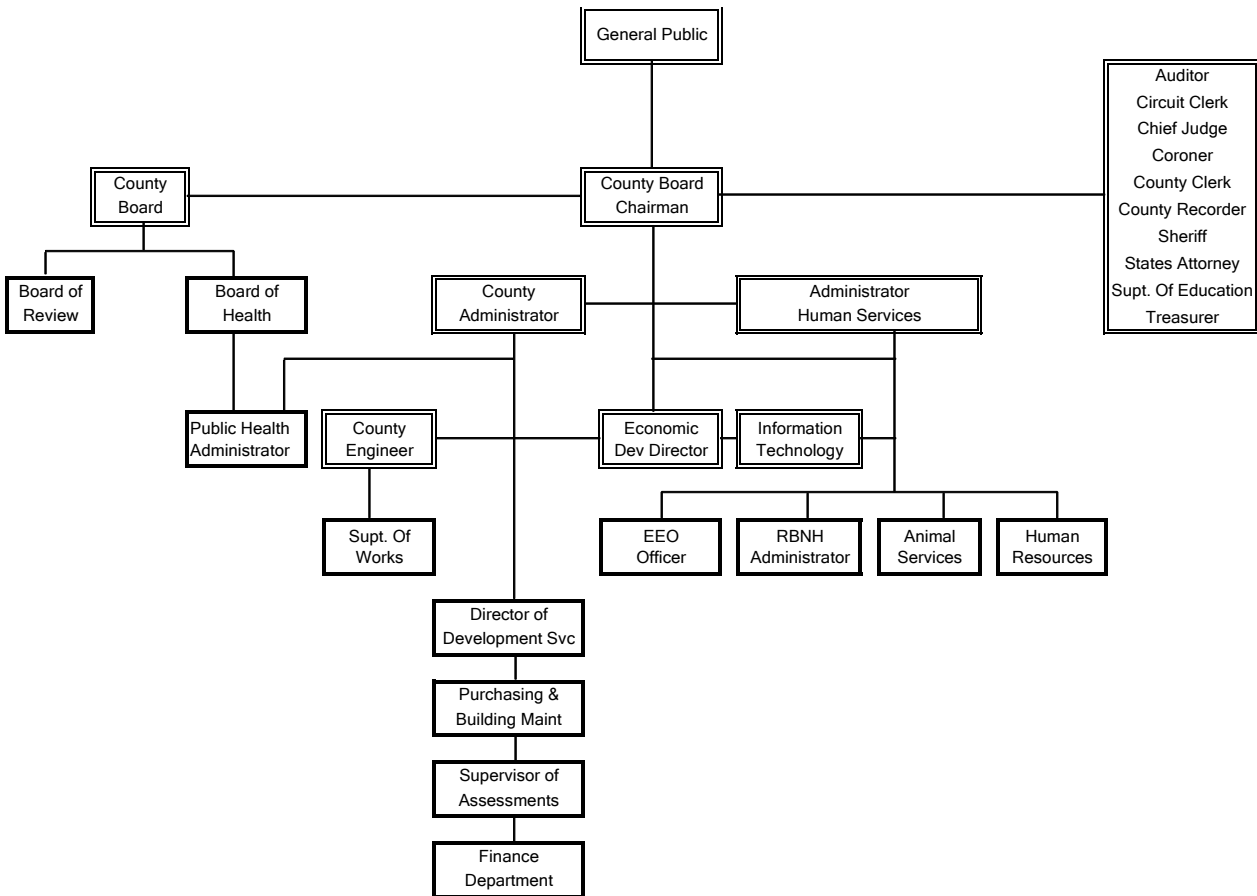 General Public
Auditor
Circuit Clerk
Chief Judge
Coroner
County Clerk
County Recorder
Sheriff
States Attorney
Supt. Of Education
Treasurer
County
Board
County Board
Chairman
Board of
Review
Board of
Health
County
Administrator
Administrator
Human Services
Public Health
Administrator
County
Engineer
Economic
Dev Director
Information
Technology
Supt. Of
Works
EEO
Officer
RBNH
Administrator
Animal
Services
Human
Resources
Director of
Development Svc
Purchasing &
Building Maint
Supervisor of
Assessments
Finance
Department